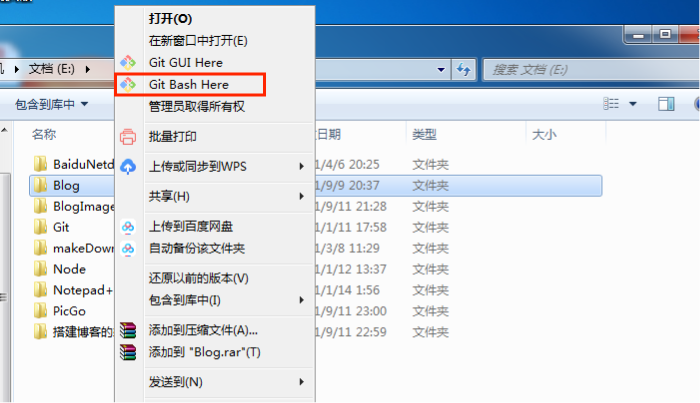 打开(O)
在新窗口中打开(E)
Git GUI Here
Git Bash Here
管理员取得所有权
批量打印
上传或同步到WPS
共享(H)
上传到百度网盘
自动备份该文件夹
还原以前的版本(V)
包含到库中(I)
添加到压缩文件(A)...
添加到 "Blog.rar"(T)
发送到(N)
文档 (E:)
搜索 文档 (E:)
包含到库中
名称
日期
类型
大小
BaiduNetd
1/4/6 20:25
文件夹
Blog
1/9/9 20:37
文件夹
BlogImage
1/9/11 21:28
文件夹
Git
1/1/11 17:58
文件夹
makeDown
1/3/8 11:29
文件夹
Node
1/1/12 13:37
文件夹
Notepad+
1/1/14 1:56
文件夹
PicGo
1/9/11 23:00
文件夹
搭建博客的
1/9/11 22:59
文件夹